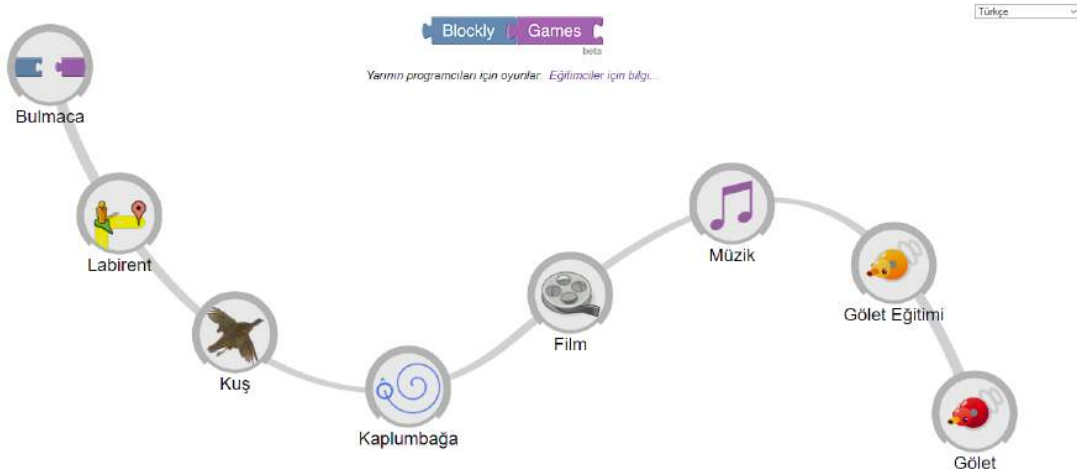 Türkçe
Blockly Games
beta
Yarının programcıları için oyunlar. Eğitimciler için bilgi...
Bulmaca
Labirent
Kuş
Kaplumbağa
Film
Müzik
Gölet Eğitimi
Gölet